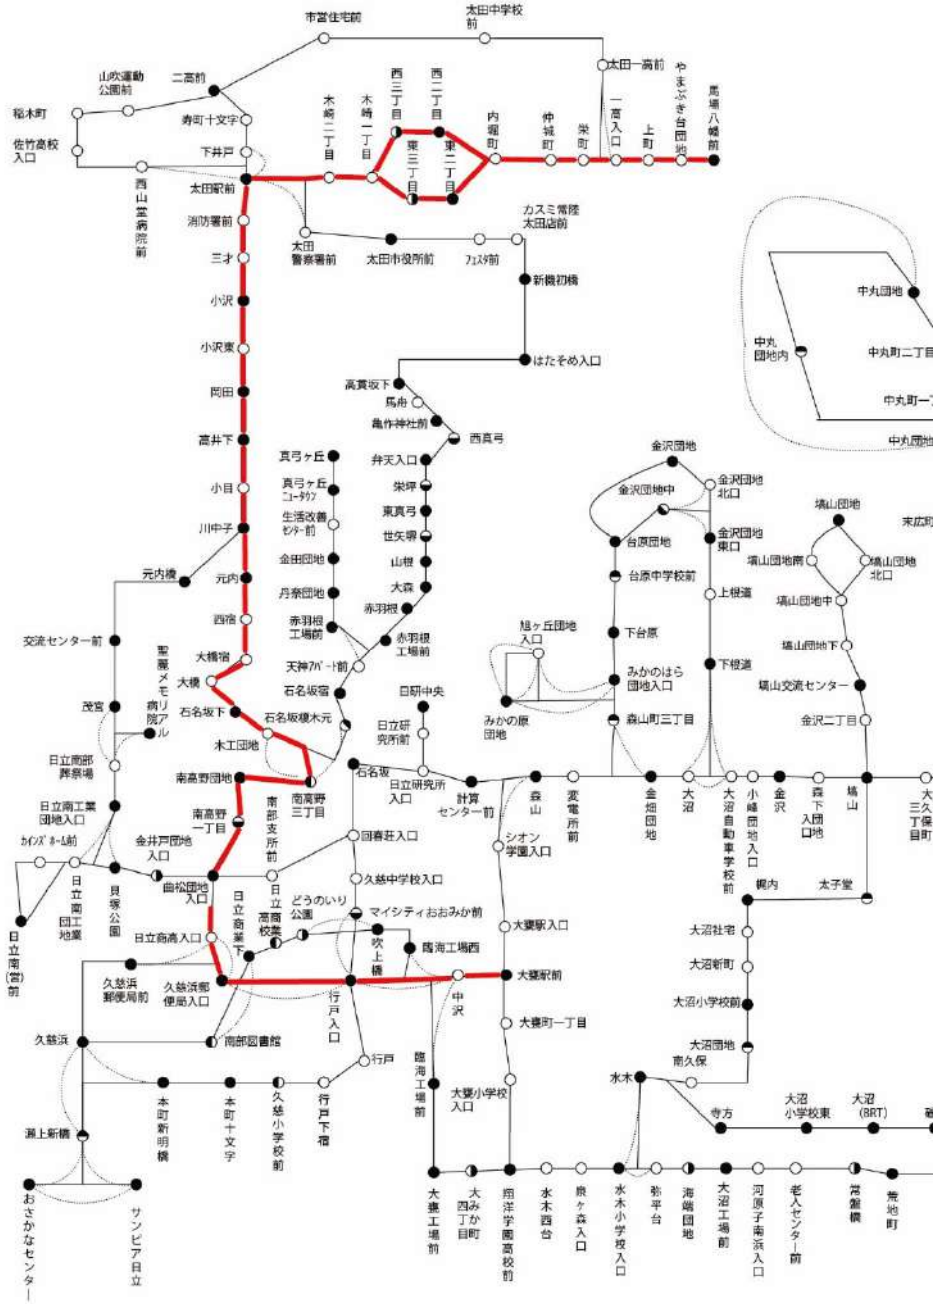 市営住宅前
太田中学校
前
山吹運動
公園前
二高前
太田一高前
稲木町
寿町十文字
木崎二丁目
木崎一丁目
西三丁目
西二丁目
東三丁目
東二丁目
内堀町
仲城町
栄町
一高入口
上町
やまぶき台団地
馬場八幡前
佐竹高校
入口
下井戸
西山堂病院前
太田駅前
消防署前
太田
警察署前
太田市役所前
フェスタ前
カスミ常陸
太田店前
三才
小沢
新機初橋
中丸団地
中丸
団地内
中丸町二丁目
小沢東
はたそめ入口
岡田
高貫坂下
馬舟
亀作神社前
西真弓
中丸団地
高井下
小目
川中子
真弓ヶ丘
真弓ヶ丘
ニュータウン
生活改善
センター前
金田団地
丹奈団地
赤羽根
工場前
弁天入口
栄坪
東真弓
世矢堺
山根
大森
赤羽根
赤羽根
工場前
天神アパート前
石名坂宿
石名坂榎木元
金沢団地
金沢団地中
金沢団地
北口
金沢団地
東口
台原団地
台原中学校前
上根道
下台原
下根道
旭ヶ丘団地
入口
みかのはら
団地入口
みかの原
団地
森山町三丁目
塙山団地
塙山団地南
塙山団地
北口
塙山団地中
塙山団地下
塙山交流センター
金沢二丁目
末広町
元内橋
元内
西宿
大橋宿
大橋
石名坂下
木工団地
交流センター前
聖麗メモリアル
病院
茂宮
日立南部
葬祭場
日立南工業
団地入口
カインズホーム前
日立南工業
団地
日立南(営)前
貝塚公園
金井戸団地
入口
南高野団地
南高野
一丁目
南高野
三丁目
南部支所前
曲松団地
入口
石名坂
日研中央
日立研
究所前
日立研究所
入口
計算
センター前
森山
変電所前
金畑団地
大沼
大沼自動車学校前
小峰団地入口
金沢
森下団地
入口
塙山
大久保町
三丁目
回春荘入口
久慈中学校入口
シオン
学園入口
大甕駅入口
日立商高入口
日立商業下
日立
商業
高校
どうのいり
公園
マイシティおおみか前
吹上橋
臨海工場西
大甕駅前
中沢
久慈浜
郵便局前
久慈浜郵
便局入口
行戸入口
大甕町一丁目
大甕小学校
入口
久慈浜
南部図書館
行戸
瀬上新橋
本町新明橋
本町十文字
久慈小学校前
行戸下宿
おさかなセンター
サンピア日立
臨海工場前
大甕工場前
大みか町
四丁目
翔洋学園高校前
水木西台
泉ヶ森入口
水木小学校入口
弥平台
海端団地
大沼工場前
河原子南浜入口
老人センター前
常盤橋
荒地町
梶内
太子堂
大沼社宅
大沼新町
大沼小学校前
大沼団地
南久保
水木
寺方
大沼
小学校東
大沼
(BRT)